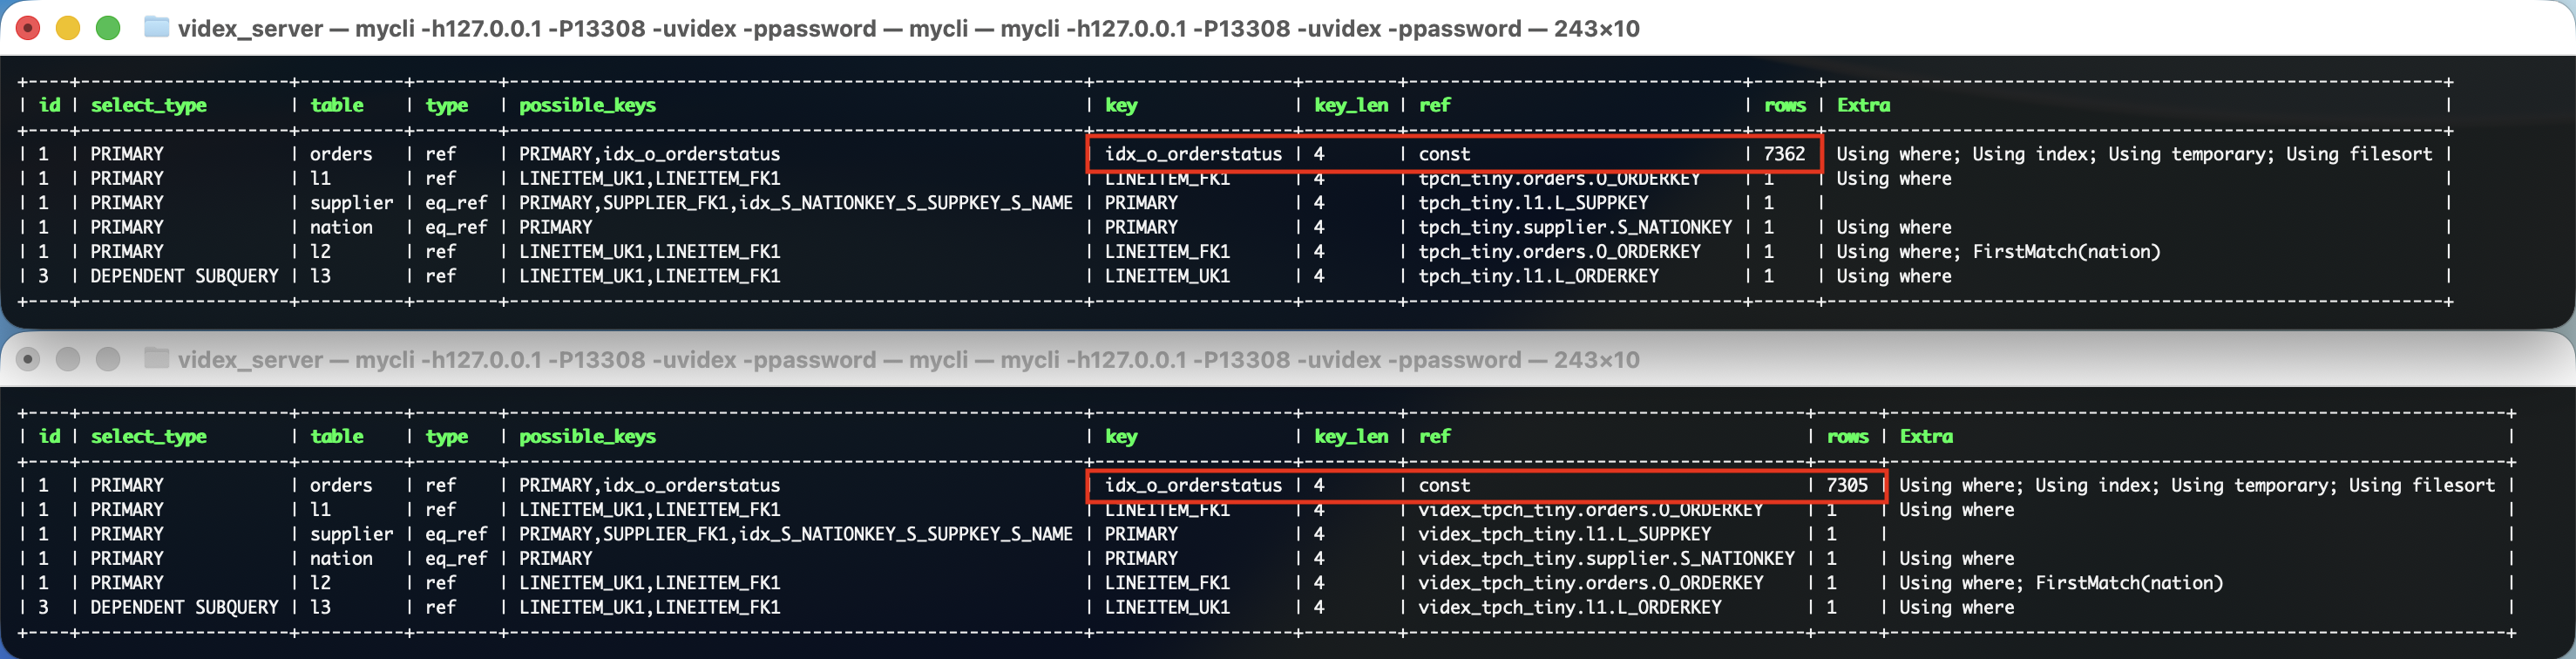 videx_server — mycli -h127.0.0.1 -P13308 -uvidex -ppassword — mycli — mycli -h127.0.0.1 -P13308 -uvidex -ppassword — 243×10
| id | select_type | table | type | possible_keys | key | key_len | ref | rows | Extra |
| 1 | PRIMARY | orders | ref | PRIMARY,idx_o_orderstatus | idx_o_orderstatus | 4 | const | 7362 | Using where; Using index; Using temporary; Using filesort |
| 1 | PRIMARY | l1 | ref | LINEITEM_UK1,LINEITEM_FK1 | LINEITEM_FK1 | 4 | tpch_tiny.orders.O_ORDERKEY | 1 | Using where |
| 1 | PRIMARY | supplier | eq_ref | PRIMARY,SUPPLIER_FK1,idx_S_NATIONKEY_S_SUPPKEY_S_NAME | PRIMARY | 4 | tpch_tiny.l1.L_SUPPKEY | 1 | |
| 1 | PRIMARY | nation | eq_ref | PRIMARY | PRIMARY | 4 | tpch_tiny.supplier.S_NATIONKEY | 1 | Using where |
| 1 | PRIMARY | l2 | ref | LINEITEM_UK1,LINEITEM_FK1 | LINEITEM_FK1 | 4 | tpch_tiny.orders.O_ORDERKEY | 1 | Using where; FirstMatch(nation) |
| 3 | DEPENDENT SUBQUERY | l3 | ref | LINEITEM_UK1,LINEITEM_FK1 | LINEITEM_UK1 | 4 | tpch_tiny.l1.L_ORDERKEY | 1 | Using where |
videx_server — mycli -h127.0.0.1 -P13308 -uvidex -ppassword — mycli — mycli -h127.0.0.1 -P13308 -uvidex -ppassword — 243×10
| id | select_type | table | type | possible_keys | key | key_len | ref | rows | Extra |
| 1 | PRIMARY | orders | ref | PRIMARY,idx_o_orderstatus | idx_o_orderstatus | 4 | const | 7305 | Using where; Using index; Using temporary; Using filesort |
| 1 | PRIMARY | l1 | ref | LINEITEM_UK1,LINEITEM_FK1 | LINEITEM_FK1 | 4 | videx_tpch_tiny.orders.O_ORDERKEY | 1 | Using where |
| 1 | PRIMARY | supplier | eq_ref | PRIMARY,SUPPLIER_FK1,idx_S_NATIONKEY_S_SUPPKEY_S_NAME | PRIMARY | 4 | videx_tpch_tiny.l1.L_SUPPKEY | 1 | |
| 1 | PRIMARY | nation | eq_ref | PRIMARY | PRIMARY | 4 | videx_tpch_tiny.supplier.S_NATIONKEY | 1 | Using where |
| 1 | PRIMARY | l2 | ref | LINEITEM_UK1,LINEITEM_FK1 | LINEITEM_FK1 | 4 | videx_tpch_tiny.orders.O_ORDERKEY | 1 | Using where; FirstMatch(nation) |
| 3 | DEPENDENT SUBQUERY | l3 | ref | LINEITEM_UK1,LINEITEM_FK1 | LINEITEM_UK1 | 4 | videx_tpch_tiny.l1.L_ORDERKEY | 1 | Using where |